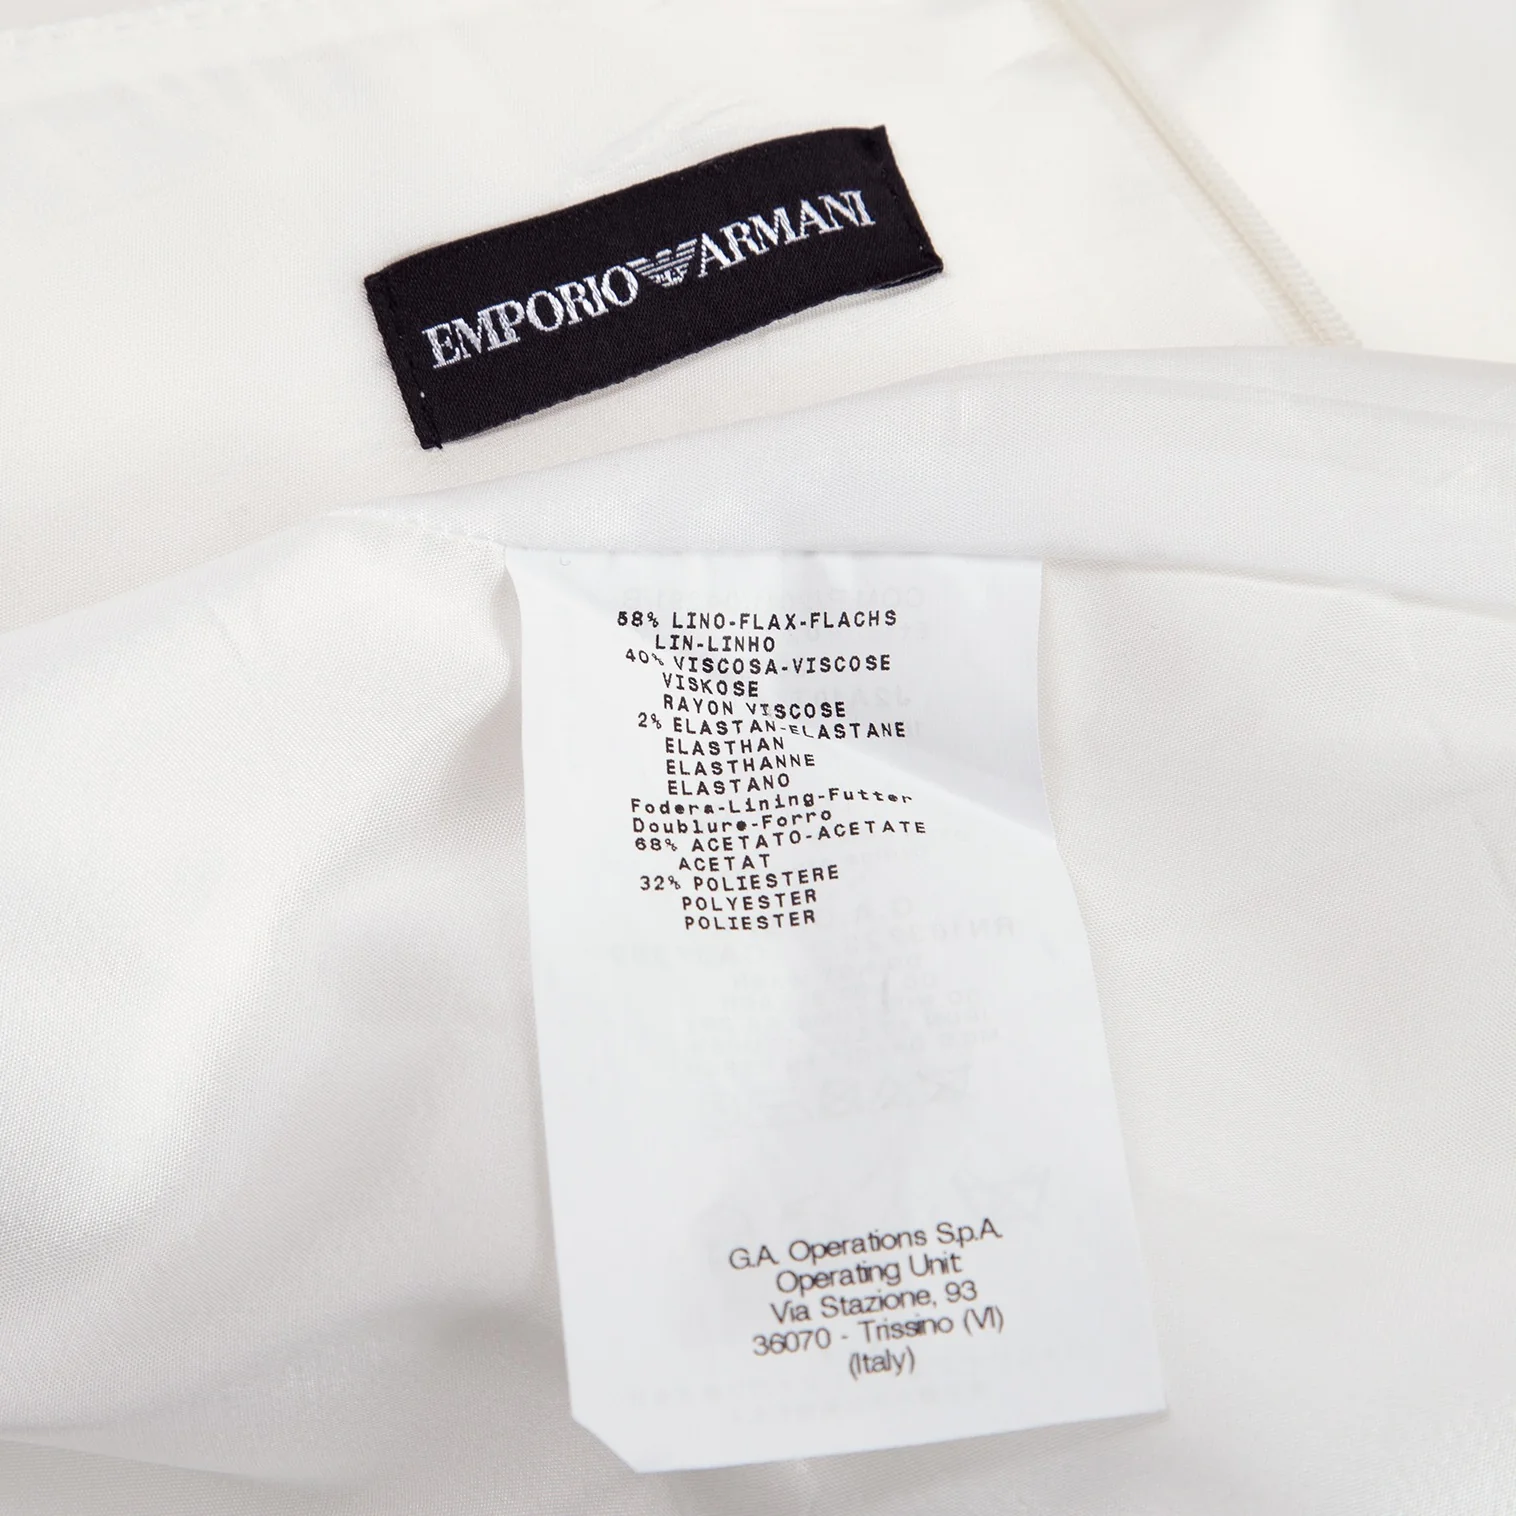 EMPORIO ARMANI
58% LINO-FLAX-FLACHS
LIN-LINHO
40% VISCOSA-VISCOSE
VISKOSE
RAYON VISCOSE
2% ELASTAN-ELASTANE
ELASTHAN
ELASTHANNE
ELASTANO
Fodera-Lining-Futter
Doublure-Forro
68% ACETATO-ACETATE
ACETAT
32% POLIESTERE
POLYESTER
POLIESTER
G.A. Operations S.p.A.
Operating Unit
Via Stazione, 93
36070 - Trissino (VI)
(Italy)